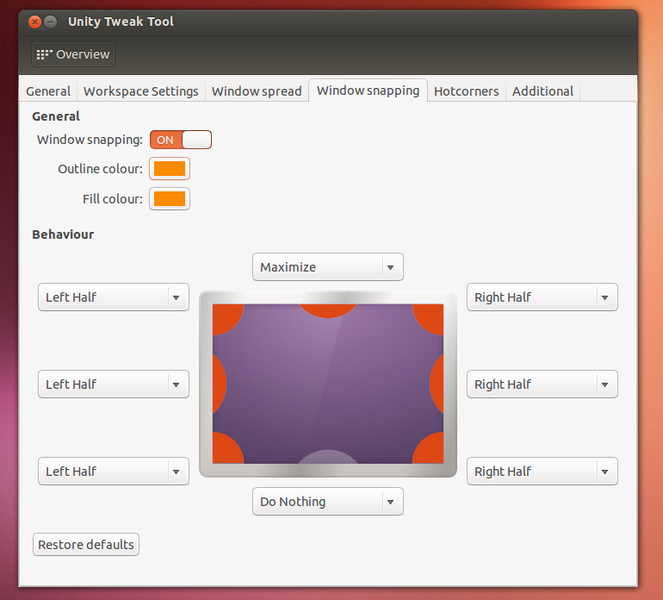 Unity Tweak Tool
Overview
General Workspace Settings Window spread Window snapping Hotcorners Additional
General
Window snapping: ON
Outline colour:
Fill colour:
Behaviour
Maximize
Left Half Right Half
Left Half Right Half
Left Half Right Half
Do Nothing
Restore defaults